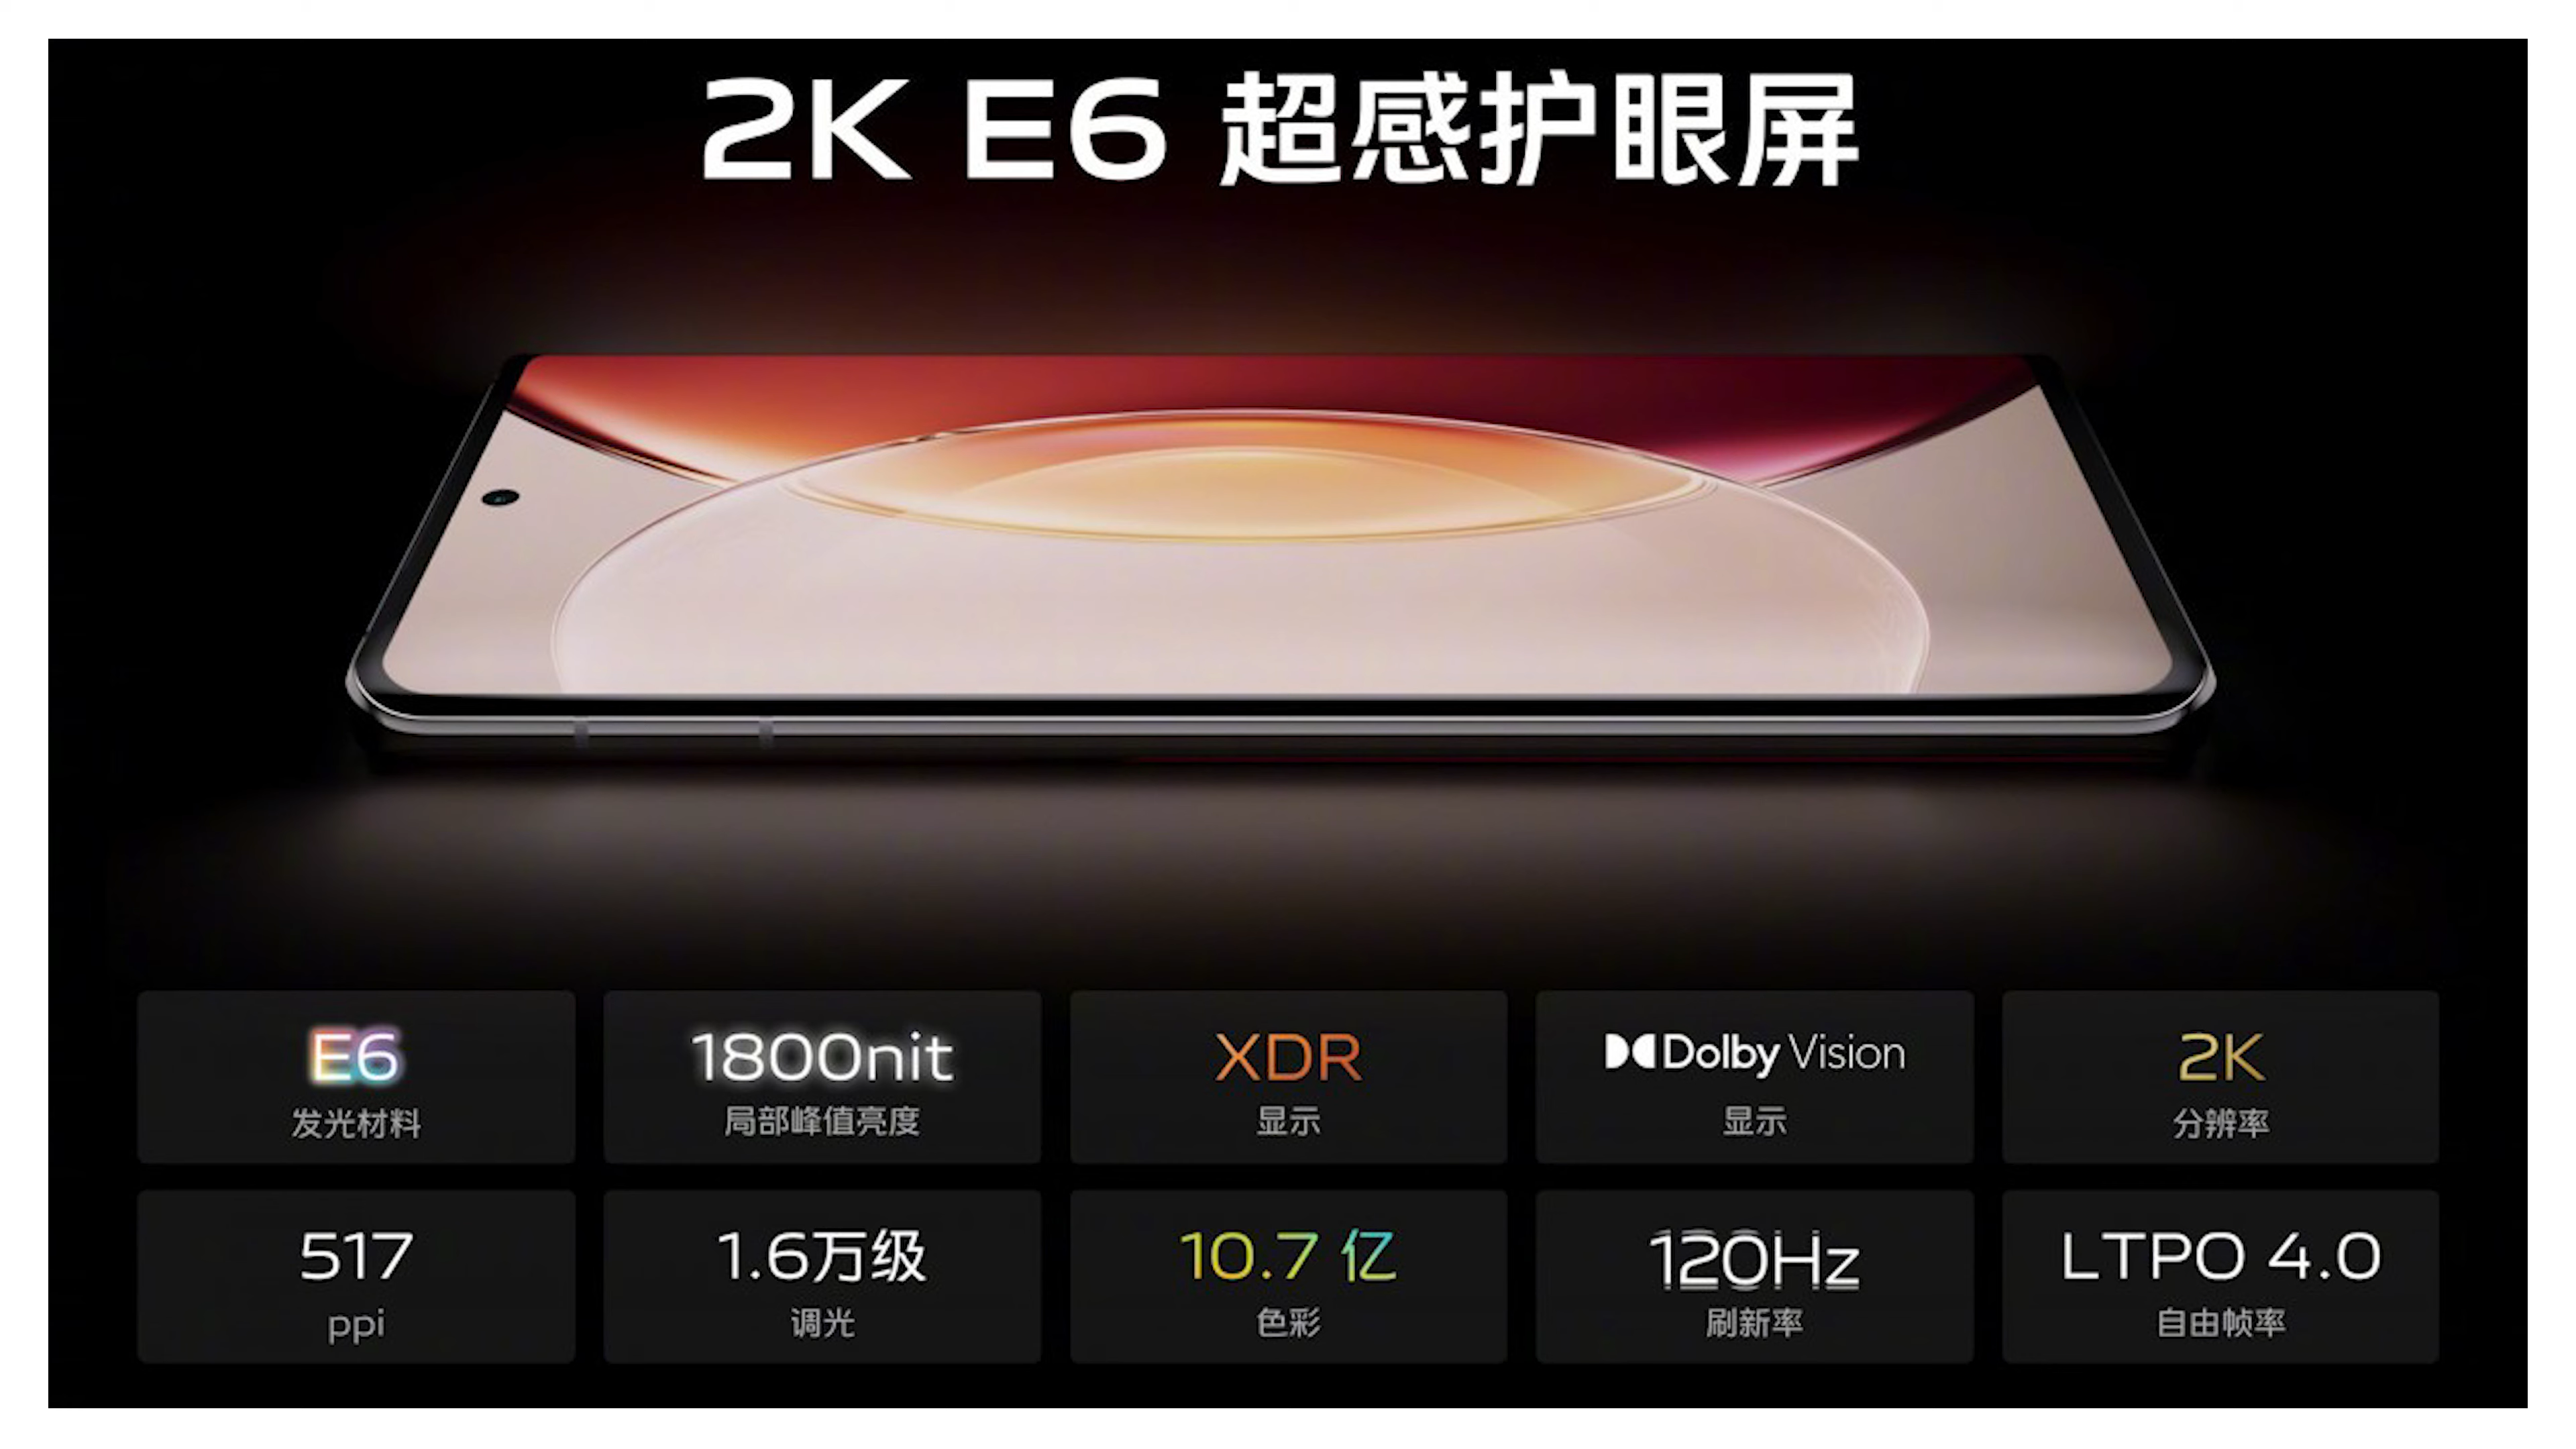 2K E6 超感护眼屏
E6
发光材料
1800nit
局部峰值亮度
XDR
显示
Dolby Vision
显示
2K
分辨率
517
ppi
1.6万级
调光
10.7 亿
色彩
120Hz
刷新率
LTPO 4.0
自由帧率